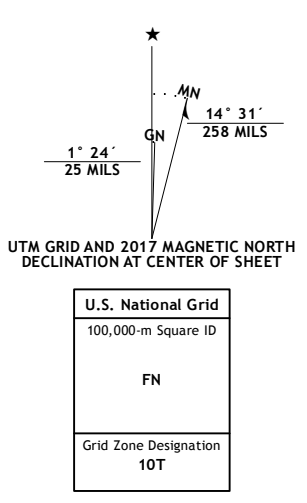 ★
MN
GN
14° 31´
258 MILS
1° 24´
25 MILS
UTM GRID AND 2017 MAGNETIC NORTH
DECLINATION AT CENTER OF SHEET
U.S. National Grid
100,000-m Square ID
FN
Grid Zone Designation
10T